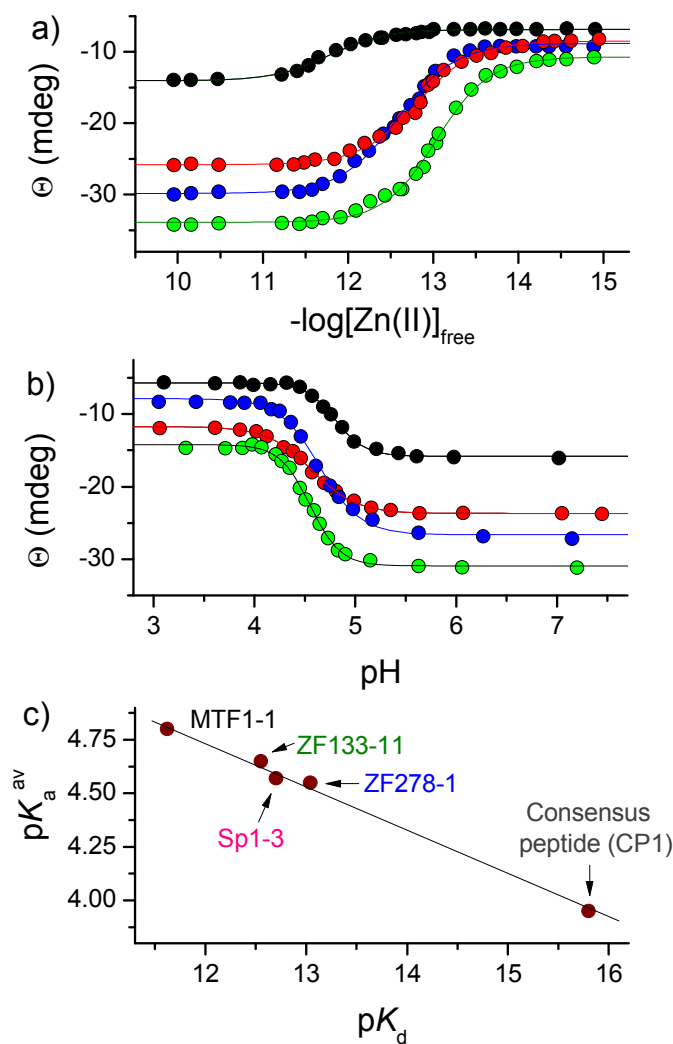 a)
-10
-20
-30
Θ (mdeg)
10 11 12 13 14 15
-log[Zn(II)]free
b)
-10
-20
-30
Θ (mdeg)
3 4 5 6 7
pH
c)
4.75
4.50
4.25
4.00
pKaav
MTF1-1
ZF133-11
ZF278-1
Sp1-3
Consensus
peptide (CP1)
12 13 14 15 16
pKd